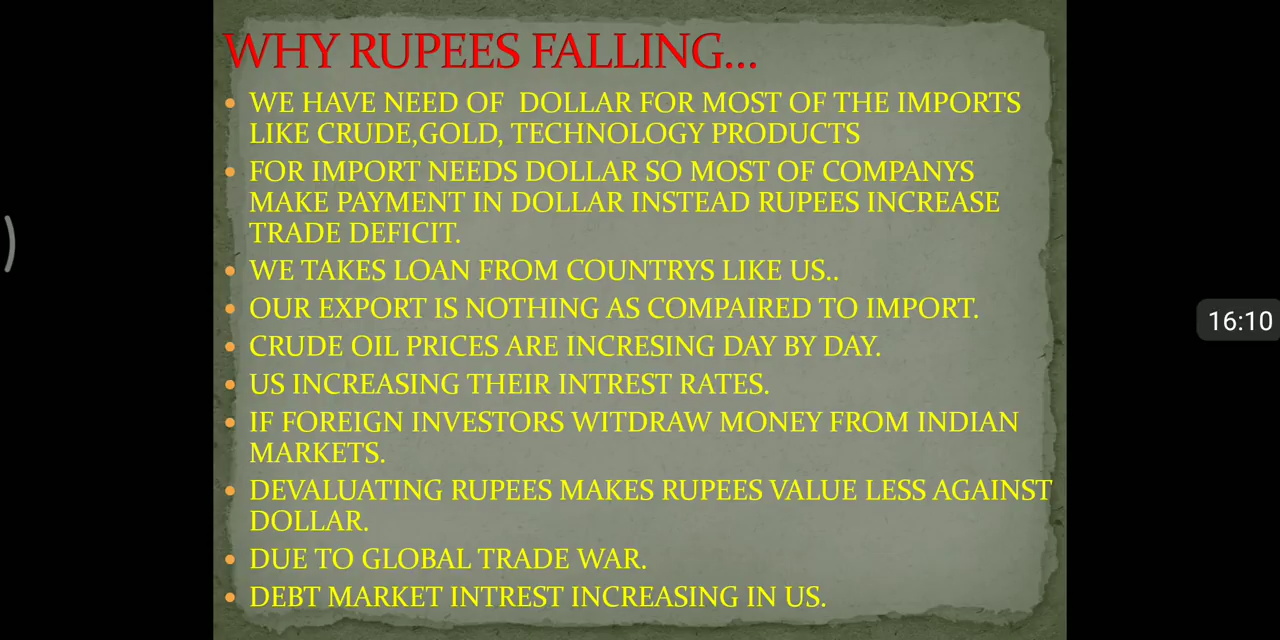 WHY RUPEES FALLING...
• WE HAVE NEED OF  DOLLAR FOR MOST OF THE IMPORTS
LIKE CRUDE,GOLD, TECHNOLOGY PRODUCTS
• FOR IMPORT NEEDS DOLLAR SO MOST OF COMPANYS
MAKE PAYMENT IN DOLLAR INSTEAD RUPEES INCREASE
TRADE DEFICIT.
• WE TAKES LOAN FROM COUNTRYS LIKE US..
• OUR EXPORT IS NOTHING AS COMPAIRED TO IMPORT.
• CRUDE OIL PRICES ARE INCRESING DAY BY DAY.
• US INCREASING THEIR INTREST RATES.
• IF FOREIGN INVESTORS WITDRAW MONEY FROM INDIAN
MARKETS.
• DEVALUATING RUPEES MAKES RUPEES VALUE LESS AGAINST
DOLLAR.
• DUE TO GLOBAL TRADE WAR.
• DEBT MARKET INTREST INCREASING IN US.
16:10